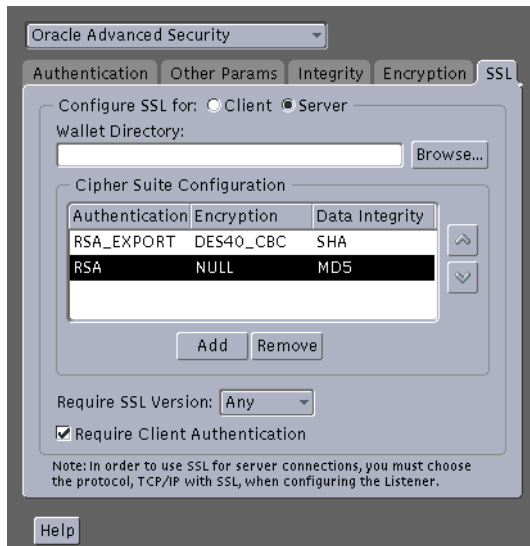 Oracle Advanced Security
Authentication Other Params Integrity Encryption SSL
Configure SSL for: Client Server
Wallet Directory:
Browse...
Cipher Suite Configuration
Authentication Encryption Data Integrity
RSA_EXPORT DES40_CBC SHA
RSA NULL MD5
Add Remove
Require SSL Version: Any
Require Client Authentication
Note: In order to use SSL for server connections, you must choose
the protocol, TCP/IP with SSL, when configuring the Listener.
Help